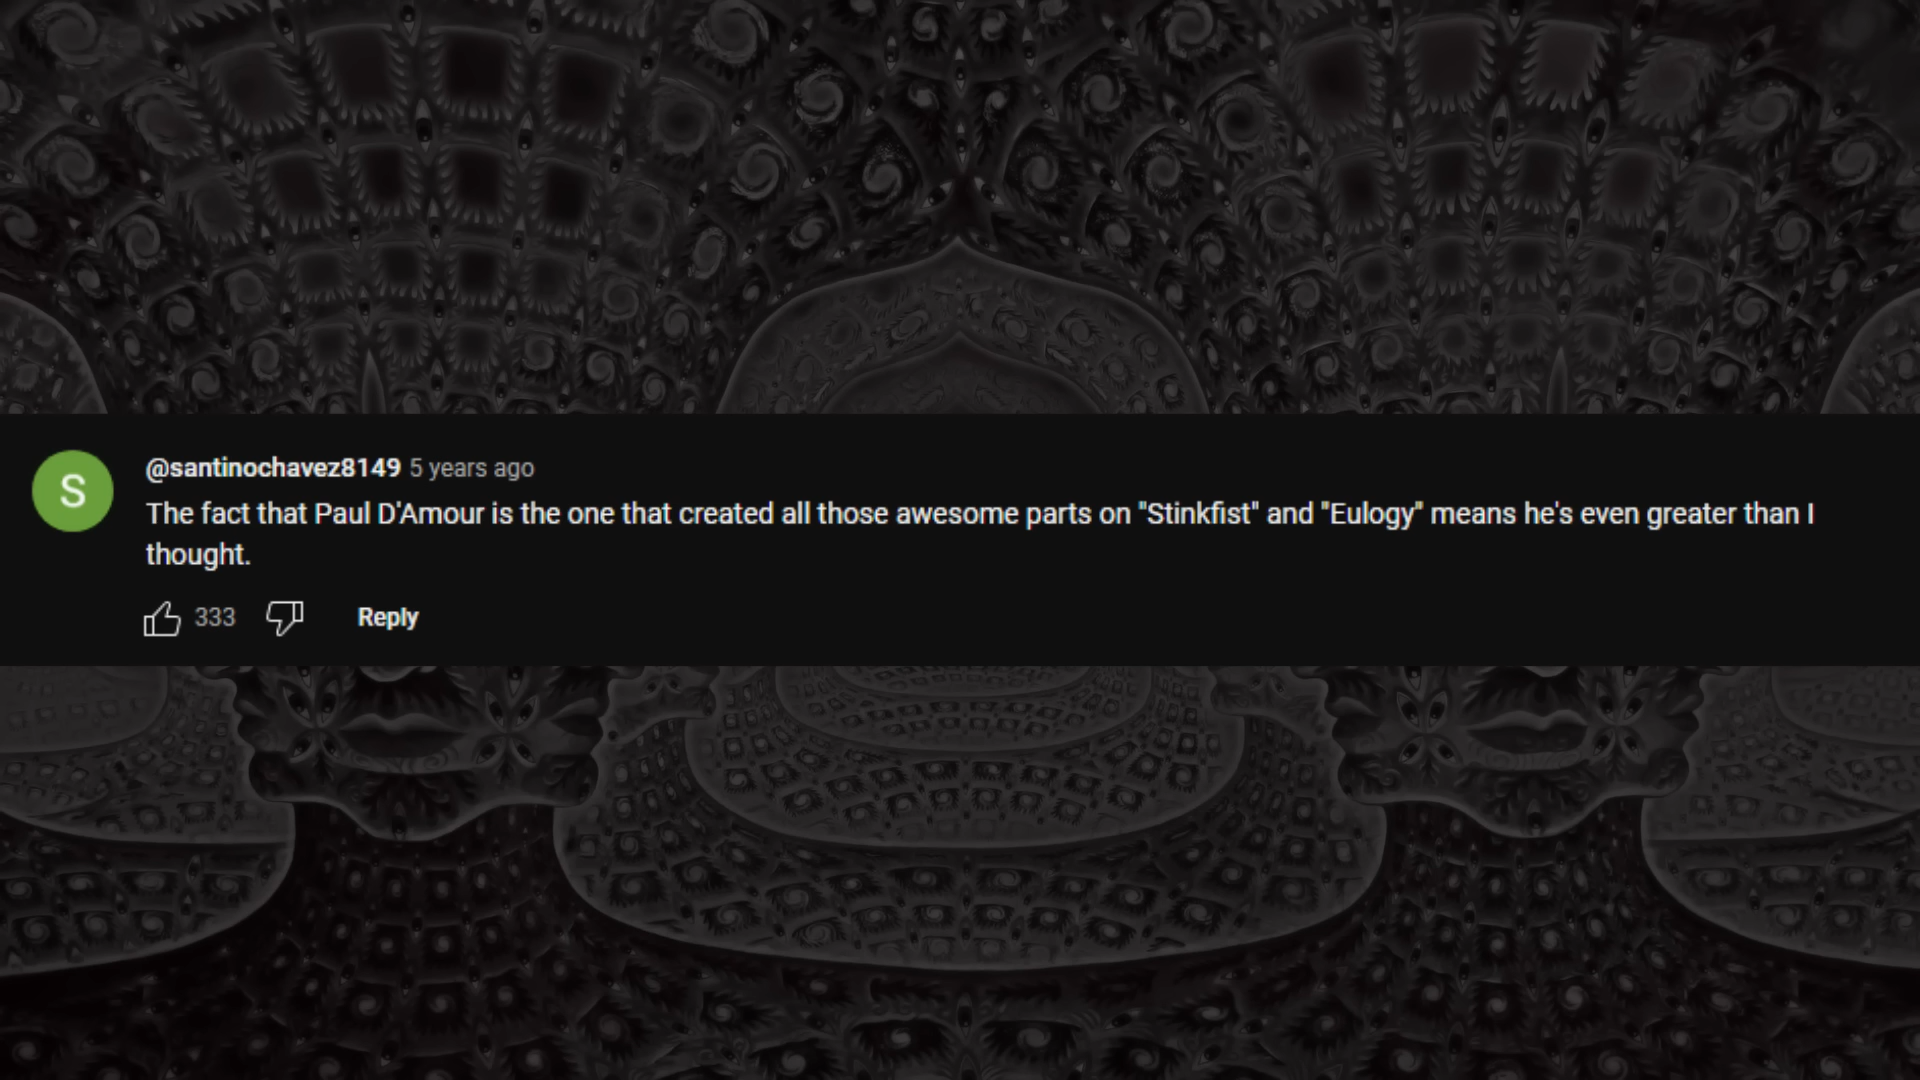 S
@santinochavez8149 5 years ago
The fact that Paul D'Amour is the one that created all those awesome parts on "Stinkfist" and "Eulogy" means he's even greater than I
thought.
333 Reply